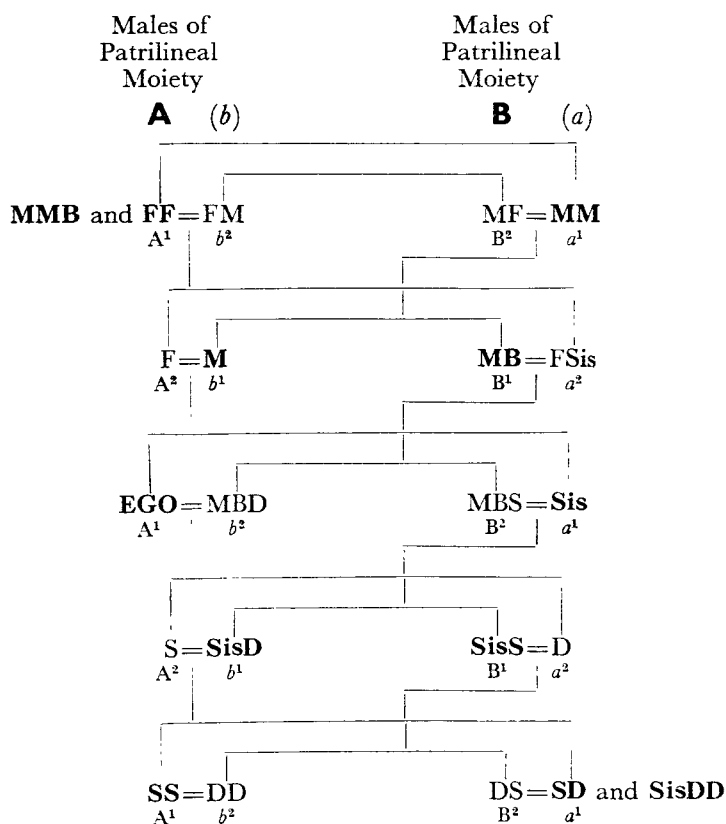 Males of Males of
Patrilineal Patrilineal
Moiety Moiety
A (b) B (a)
MMB and FF=FM MF=MM
A¹ b² B² a¹
F=M MB=FSis
A² b¹ B¹ a²
EGO=MBD MBS=Sis
A¹ b² B² a¹
S=SisD SisS=D
A² b¹ B¹ a²
SS=DD DS=SD and SisDD
A¹ b² B² a¹